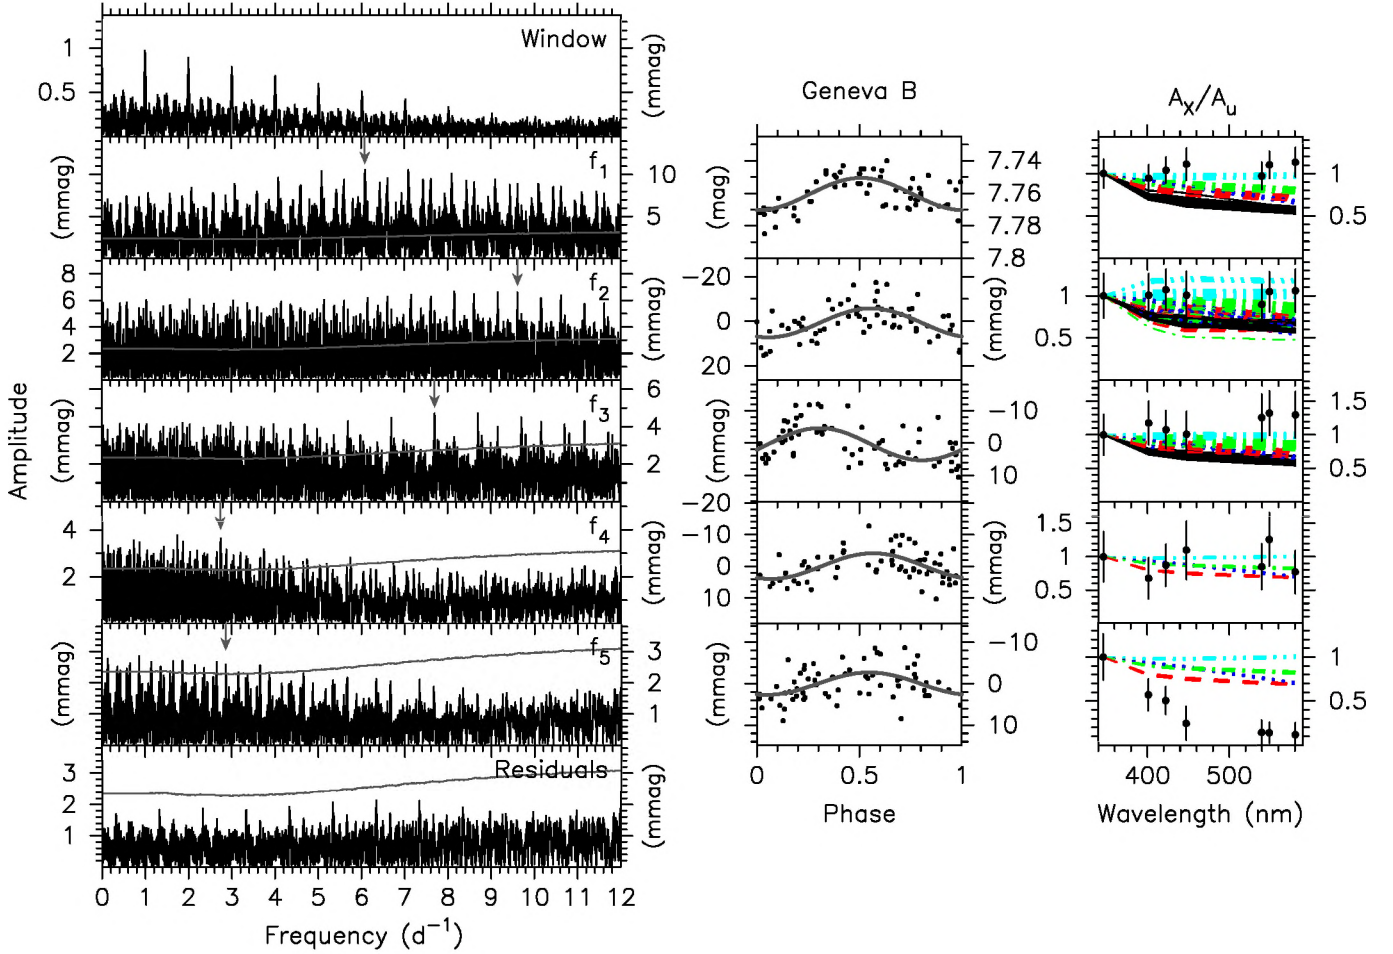 Window
1
0.5
(mmag)
f1
(mmag)
10
5
(mmag)
8
6
4
2
f2
(mmag)
6
4
2
f3
(mmag)
4
2
f4
(mmag)
(mmag)
3
2
1
f5
3
2
1
Residuals
(mmag)
Amplitude
0 1 2 3 4 5 6 7 8 9 10 11 12
Frequency (d⁻¹)
Geneva B
7.74
7.76
7.78
7.8
(mag)
−20
0
20
(mmag)
−10
0
10
(mmag)
−20
−10
0
10
(mmag)
−10
0
10
(mmag)
0 0.5 1
Phase
AX/Au
1
0.5
1
0.5
1.5
1
0.5
1.5
1
0.5
1
0.5
400 500
Wavelength (nm)